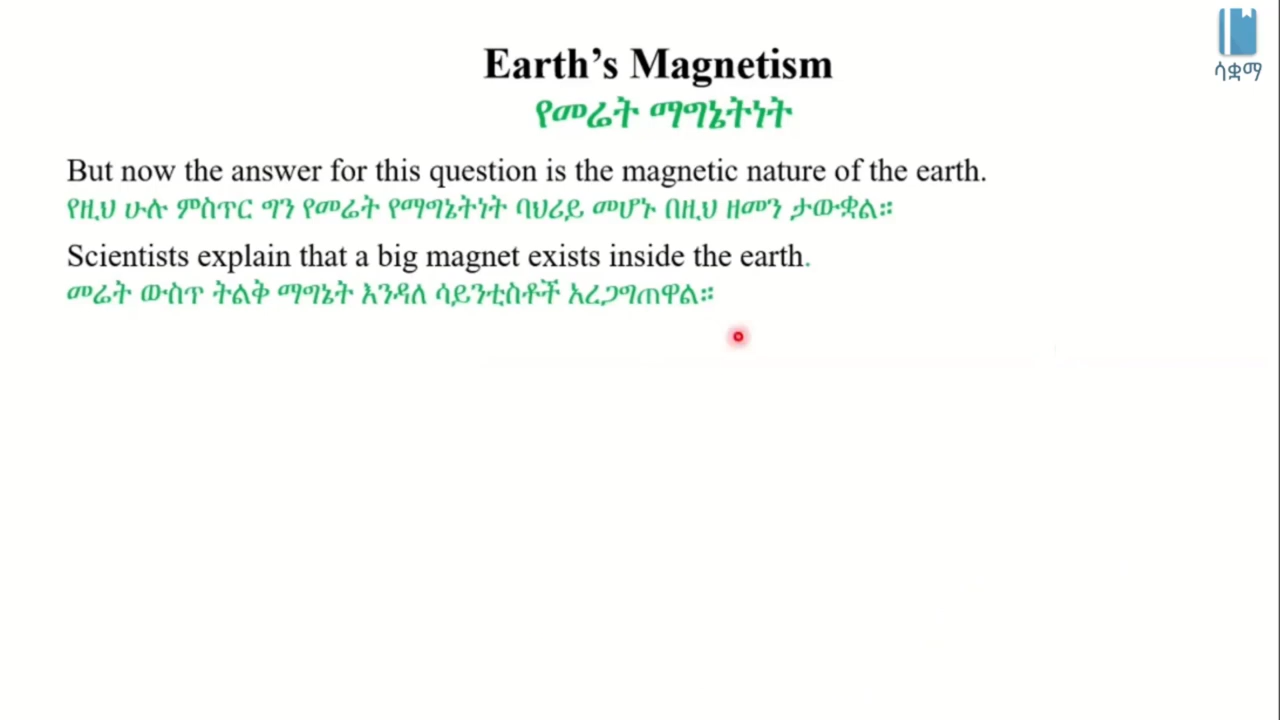 ሳቋማ
Earth’s Magnetism
የመሬት ማግኔትነት
But now the answer for this question is the magnetic nature of the earth.
የዚህ ሁሉ ምስጥር ግን የመሬት የማግኔትነት ባህሪይ መሆኑ በዚህ ዘመን ታውቋል።
Scientists explain that a big magnet exists inside the earth.
መሬት ውስጥ ትልቅ ማግኔት እንዳለ ሳይንቲስቶች አረጋግጠዋል።